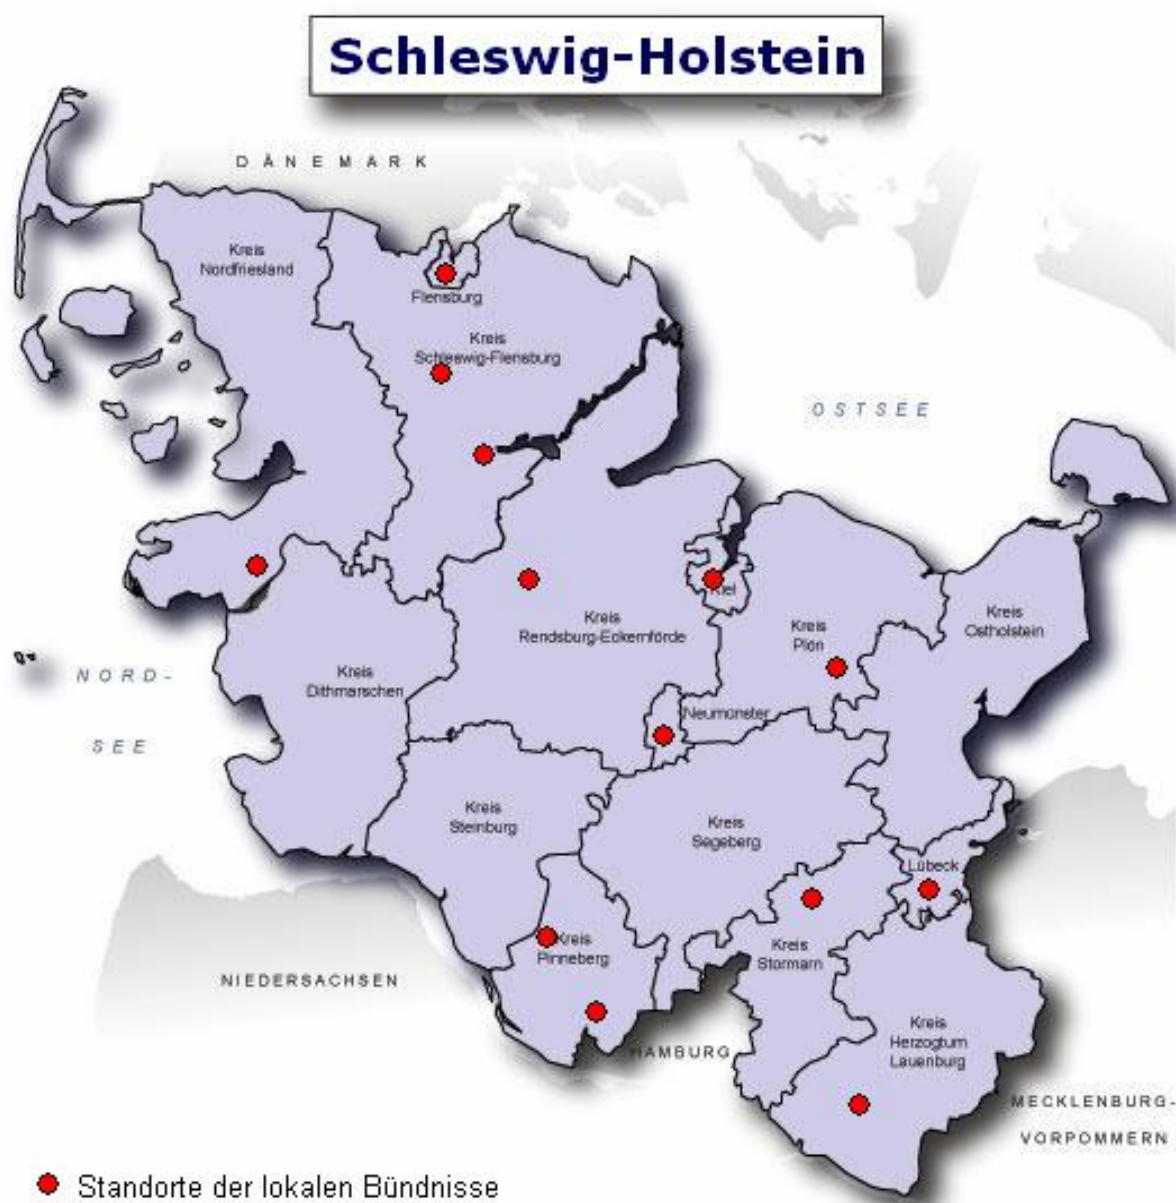 Schleswig-Holstein
DÄNEMARK
Kreis
Nordfriesland
Flensburg
Kreis
Schleswig-Flensburg
OSTSEE
Kiel
Kreis
Rendsburg-Eckernförde
Kreis
Plön
Kreis
Ostholstein
Kreis
Dithmarschen
NORD-
SEE
Neumünster
Kreis
Steinburg
Kreis
Segeberg
Lübeck
Kreis
Pinneberg
Kreis
Stormarn
NIEDERSACHSEN
HAMBURG
Kreis
Herzogtum
Lauenburg
MECKLENBURG-
VORPOMMERN
Standorte der lokalen Bündnisse